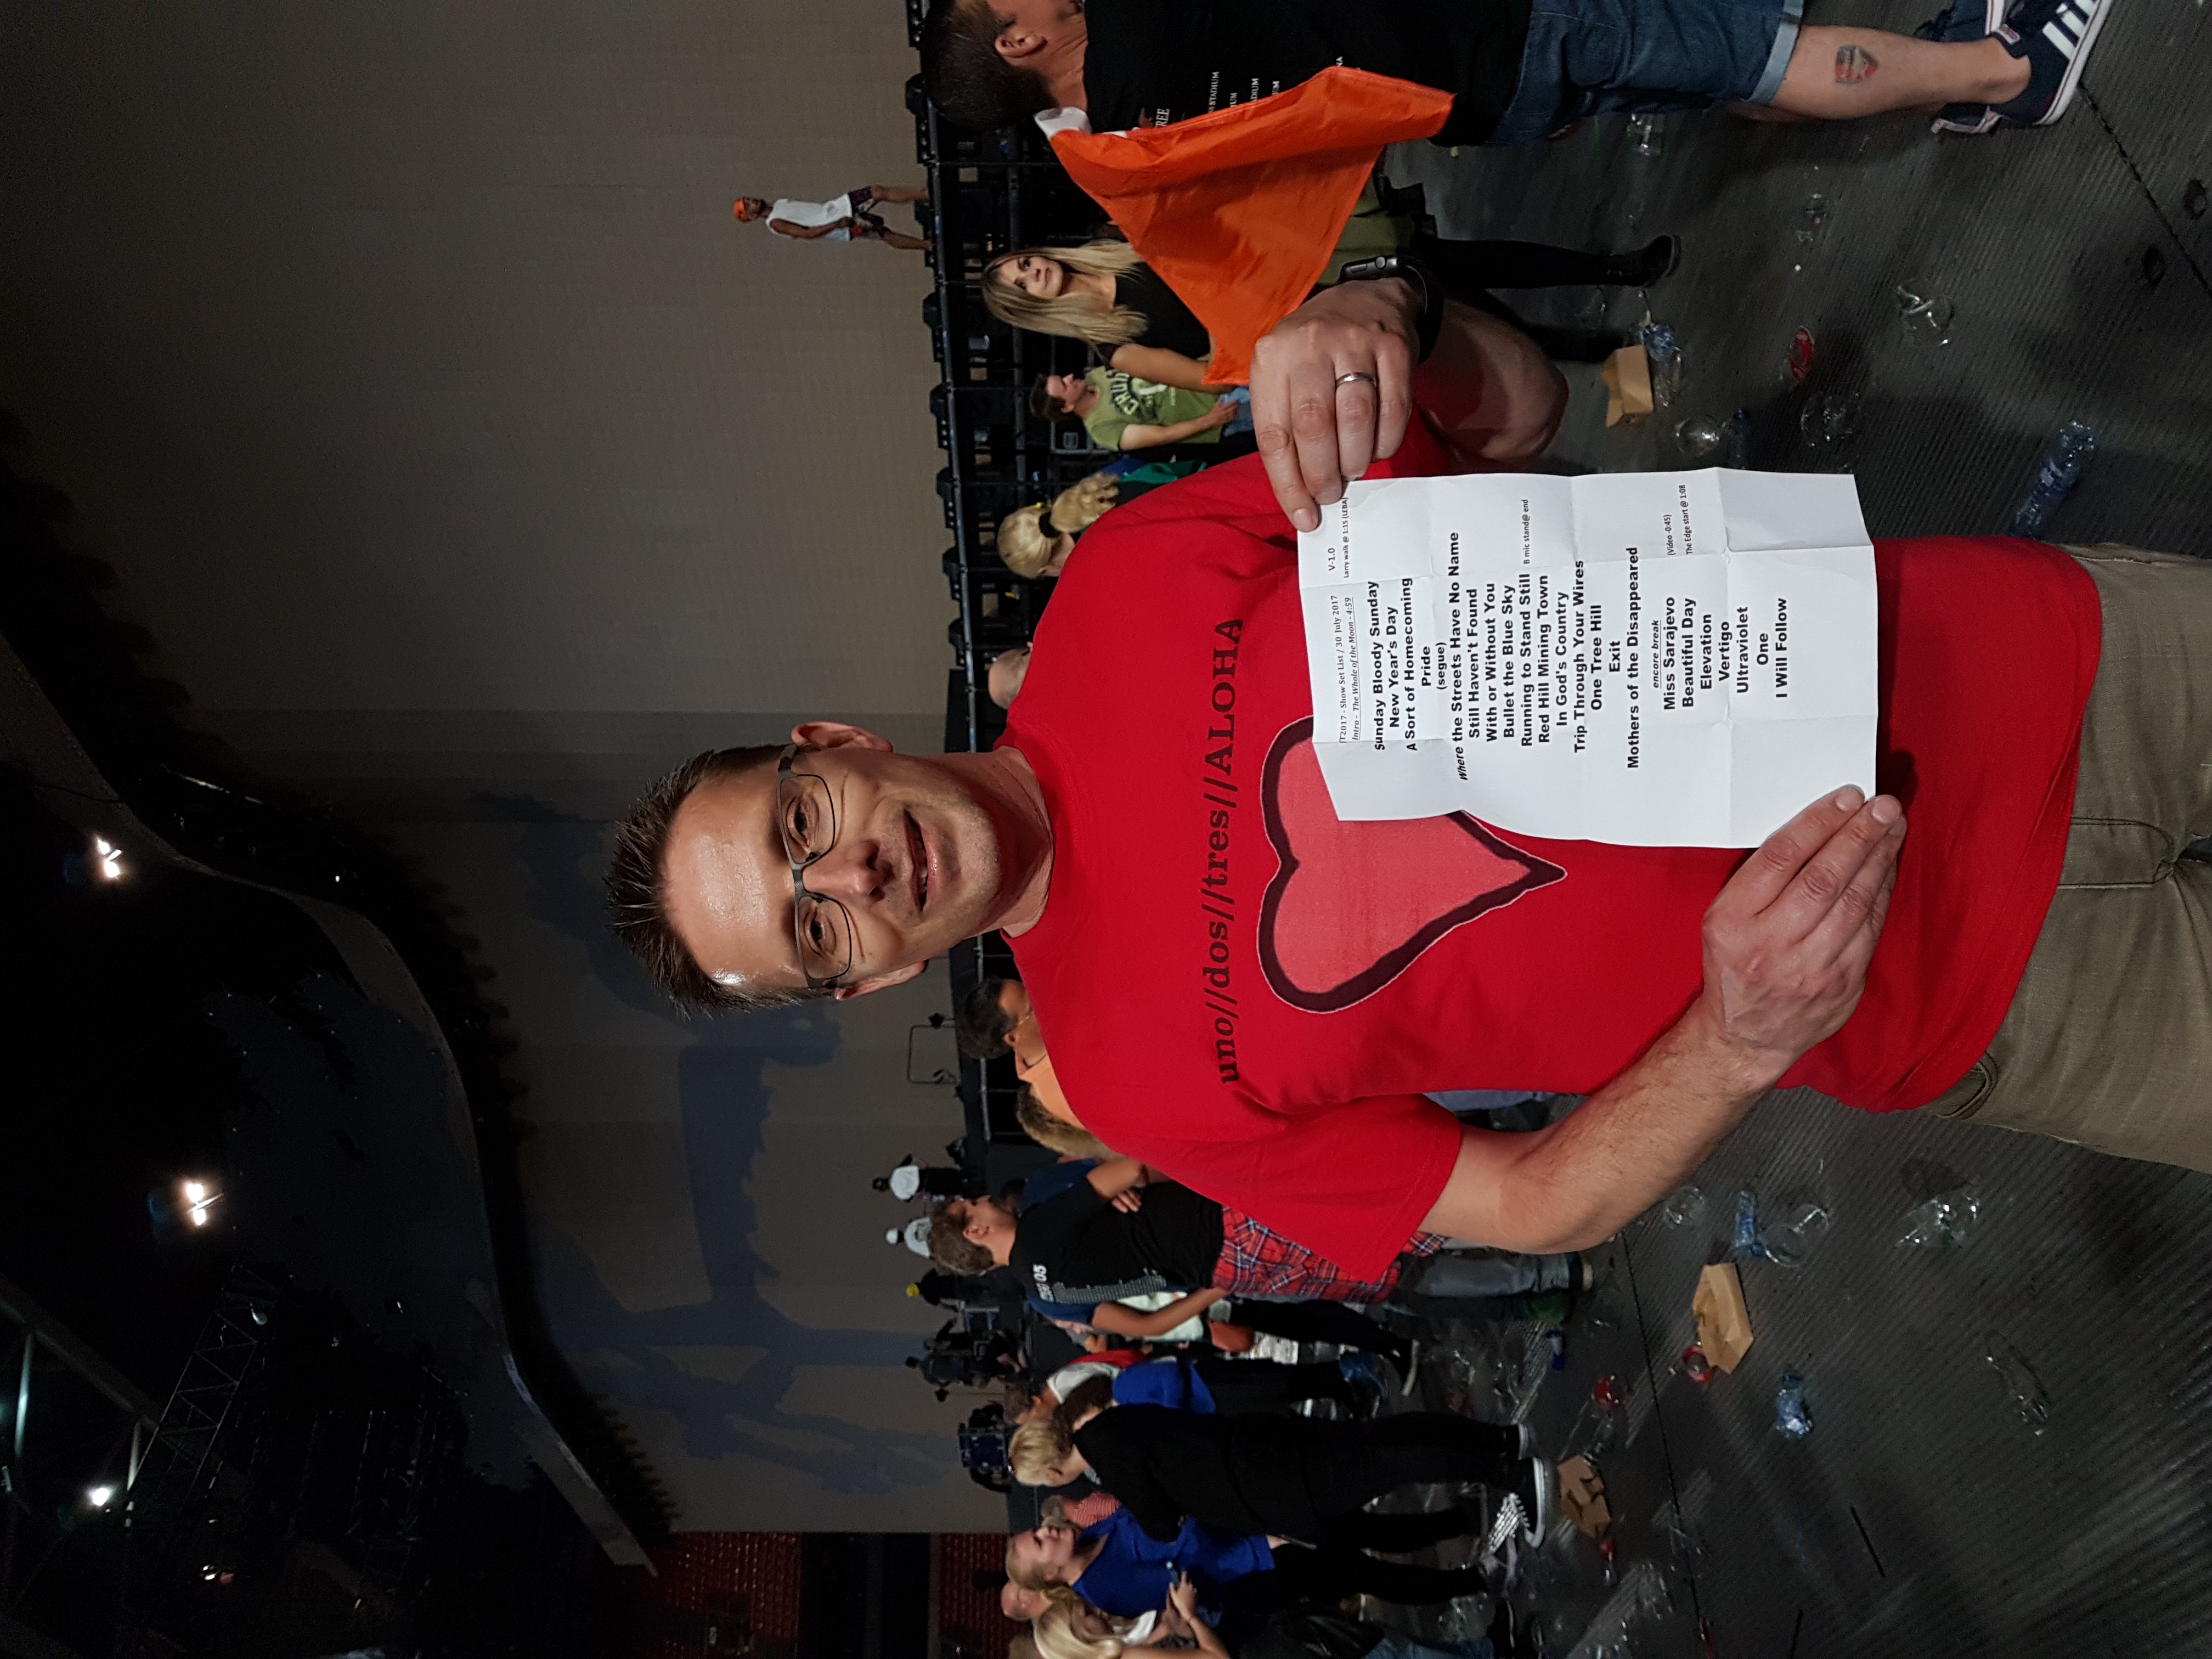 uno//dos//tres//ALOHA
JT2017 - Show Set List / 30 July 2017
Intro - The Whole of the Moon - 4:59
V-1.0
Larry walk @ 1:15 (LEBA)
Sunday Bloody Sunday
New Year's Day
A Sort of Homecoming
Pride
(segue)
Where the Streets Have No Name
Still Haven't Found
With or Without You
Bullet the Blue Sky
Running to Stand Still B mic stand@ end
Red Hill Mining Town
In God's Country
Trip Through Your Wires
One Tree Hill
Exit
Mothers of the Disappeared
encore break
Miss Sarajevo (Video -0:45)
Beautiful Day The Edge start @ 1:08
Elevation
Vertigo
Ultraviolet
One
I Will Follow
05
REE
STADIUM